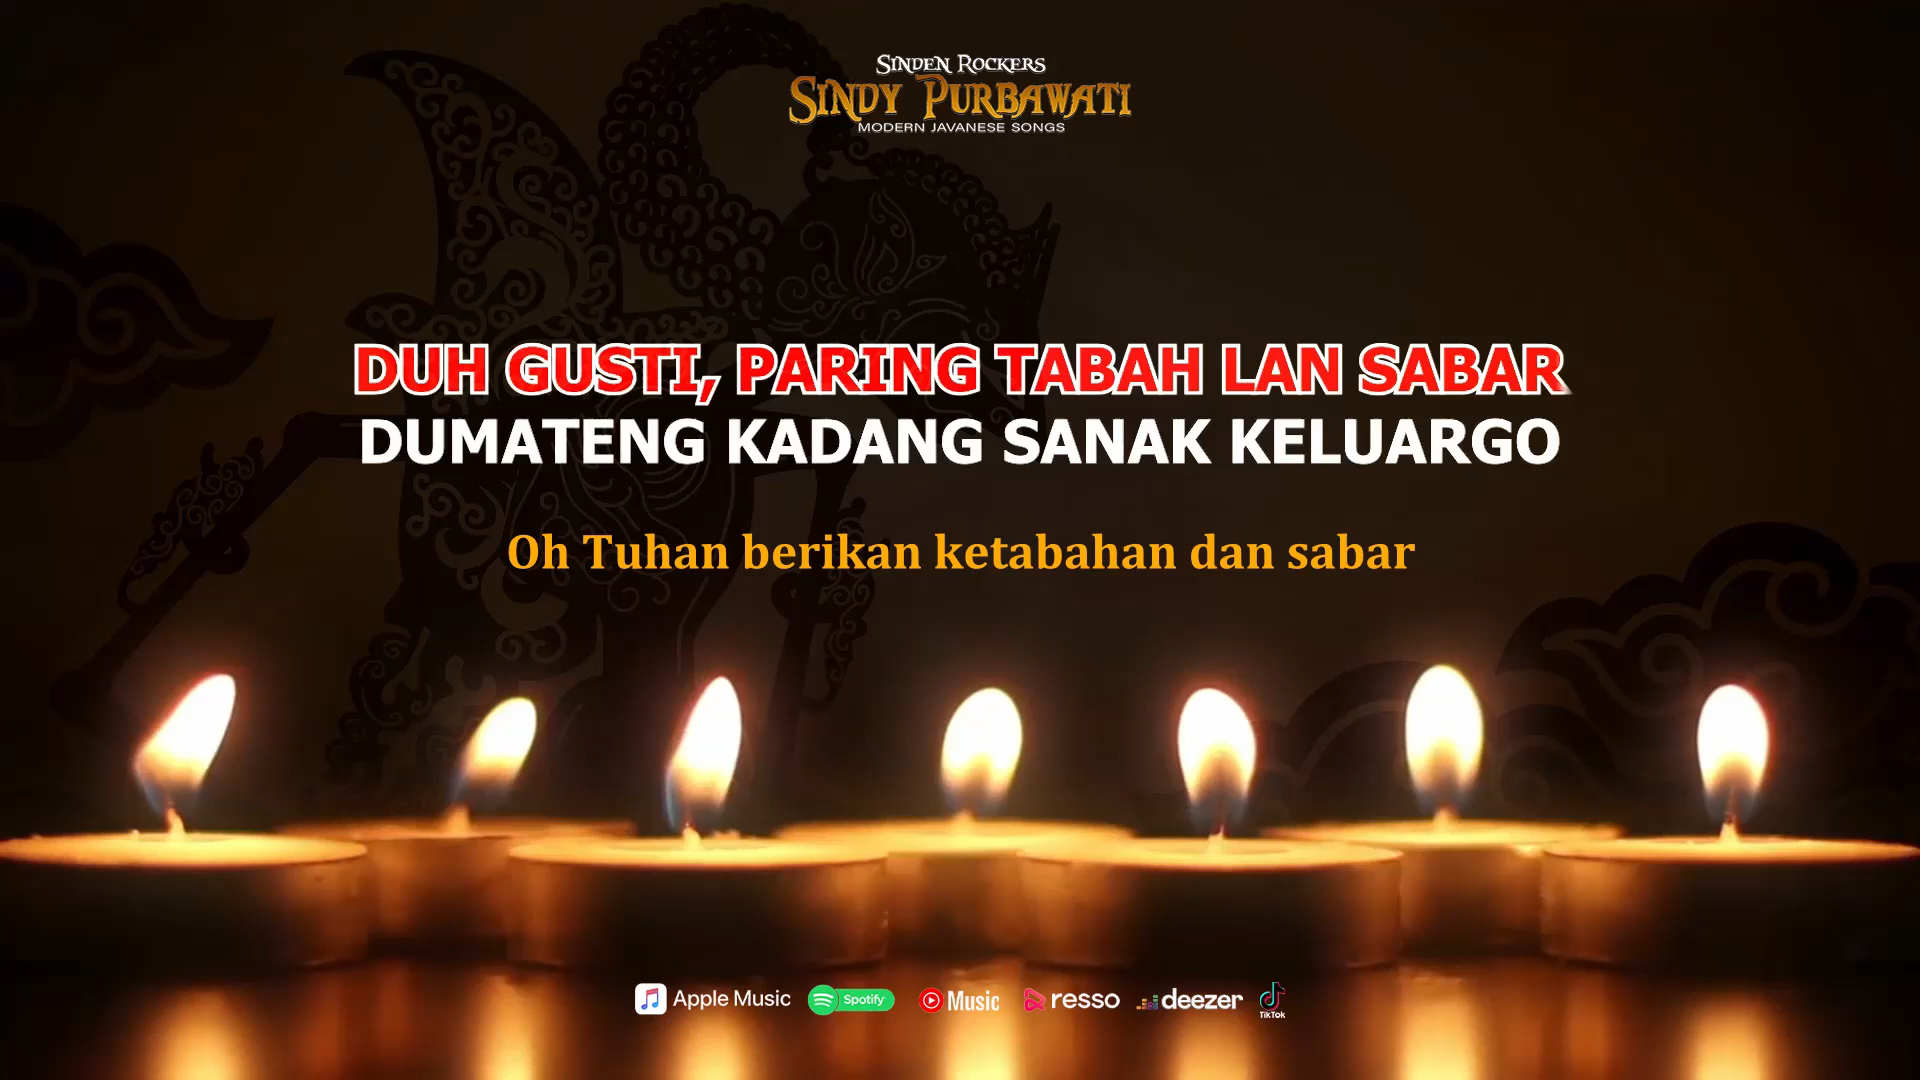 SINDEN ROCKERS
SINDY PURBAWATI
MODERN JAVANESE SONGS
DUH GUSTI, PARING TABAH LAN SABAR
DUMATENG KADANG SANAK KELUARGO
Oh Tuhan berikan ketabahan dan sabar
Apple Music Spotify Music resso deezer TikTok